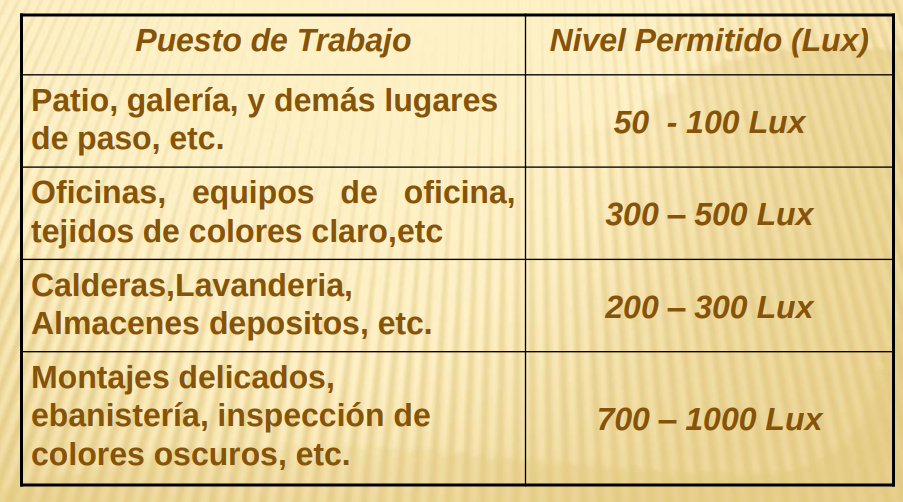 Puesto de Trabajo
Nivel Permitido (Lux)
Patio, galería, y demás lugares
de paso, etc.
50 - 100 Lux
Oficinas, equipos de oficina,
tejidos de colores claro,etc
300 – 500 Lux
Calderas,Lavanderia,
Almacenes depositos, etc.
200 – 300 Lux
Montajes delicados,
ebanistería, inspección de
colores oscuros, etc.
700 – 1000 Lux